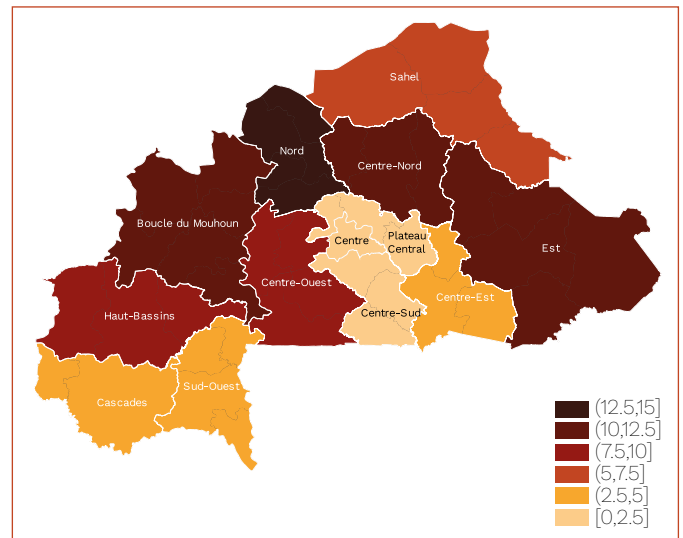 Sahel
Nord
Centre-Nord
Boucle du Mouhoun
Centre
Plateau
Central
Est
Centre-Ouest
Centre-Est
Haut-Bassins
Centre-Sud
Sud-Ouest
Cascades
(12.5,15]
(10,12.5]
(7.5,10]
(5,7.5]
(2.5,5]
[0,2.5]